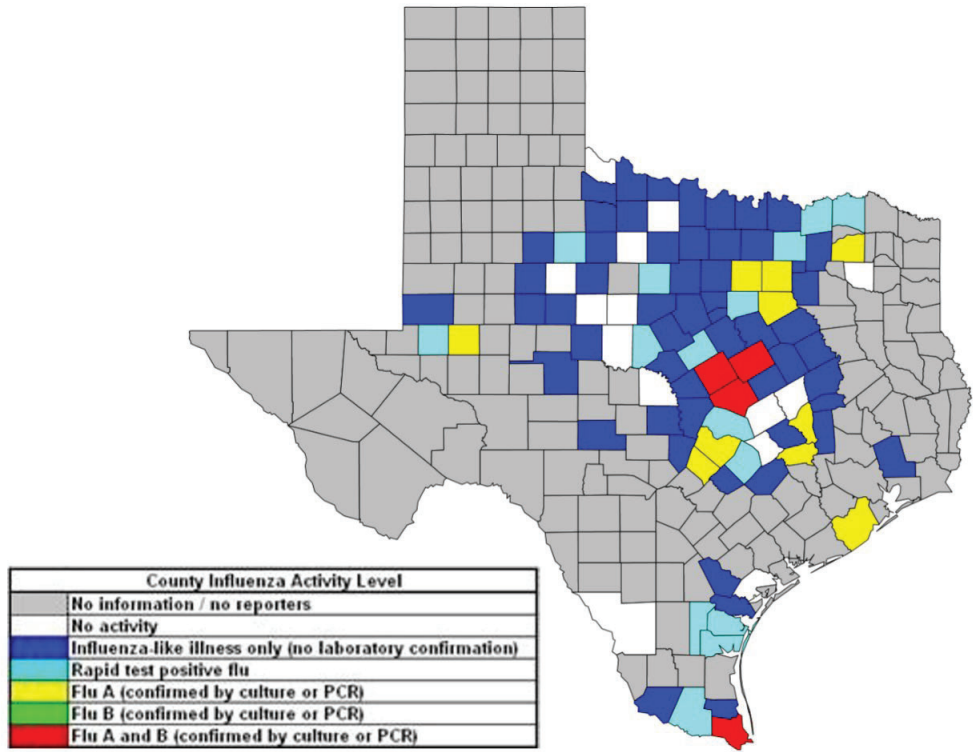 County Influenza Activity Level
No information / no reporters
No activity
Influenza-like illness only (no laboratory confirmation)
Rapid test positive flu
Flu A (confirmed by culture or PCR)
Flu B (confirmed by culture or PCR)
Flu A and B (confirmed by culture or PCR)